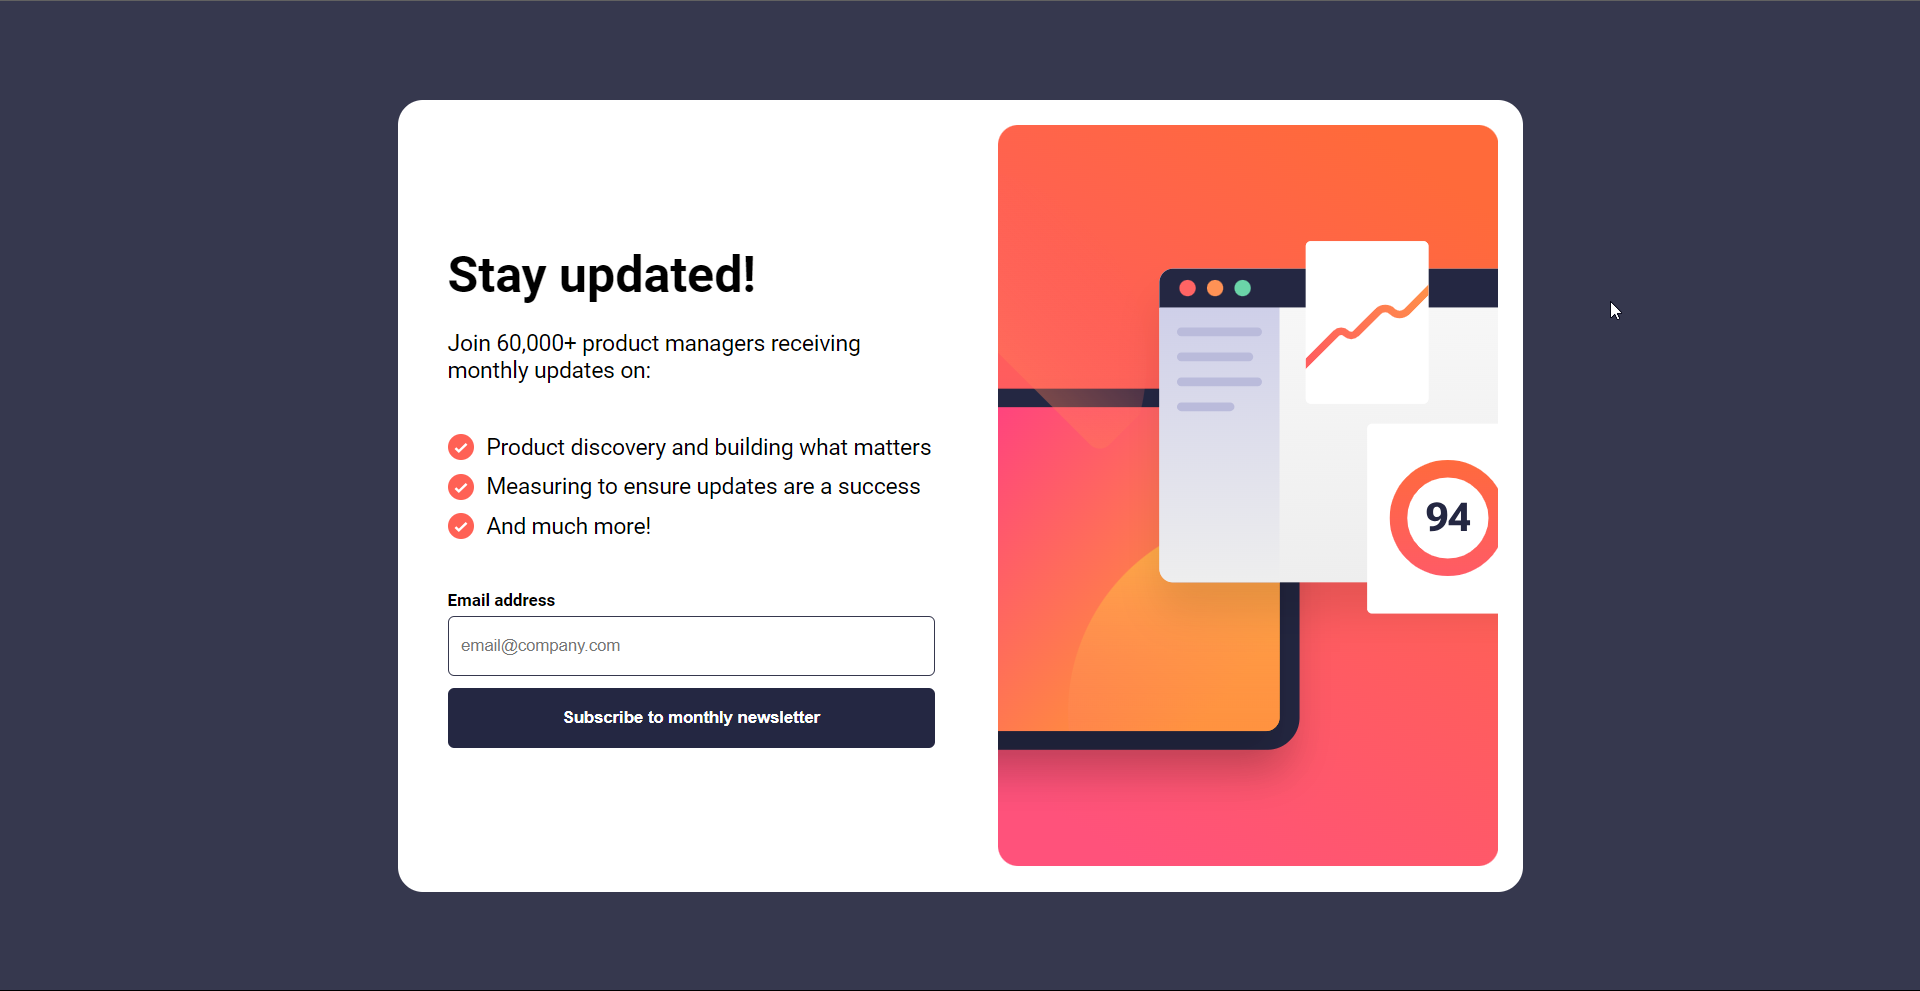 Stay updated!
Join 60,000+ product managers receiving
monthly updates on:
Product discovery and building what matters
Measuring to ensure updates are a success
And much more!
Email address
email@company.com
Subscribe to monthly newsletter
94